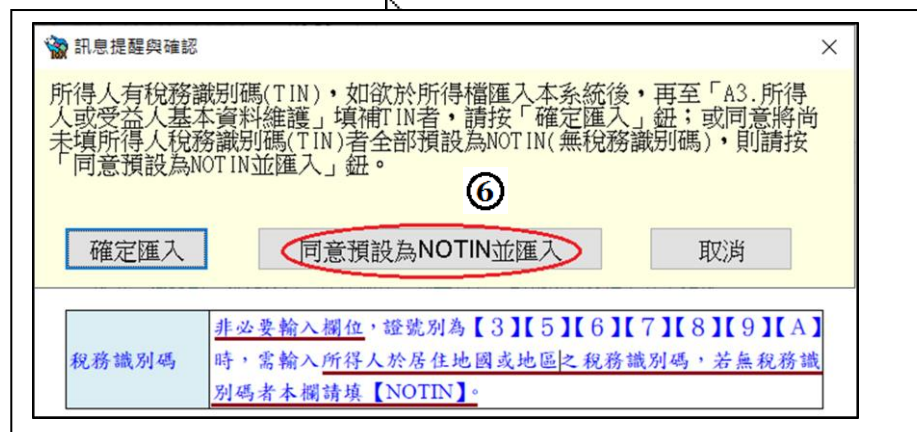 訊息提醒與確認
所得人有稅務識別碼(TIN)，如欲於所得檔匯入本系統後，再至「A3.所得
人或受益人基本資料維護」填補TIN者，請按「確定匯入」鈕；或同意將尚
未填所得人稅務識別碼(TIN)者全部預設為NOTIN(無稅務識別碼)，則請按
「同意預設為NOTIN並匯入」鈕。
⑥
確定匯入 同意預設為NOTIN並匯入 取消
非必要輸入欄位，證號別為【3】【5】【6】【7】【8】【9】【A】
稅務識別碼 時，需輸入所得人於居住地國或地區之稅務識別碼，若無稅務識
別碼者本欄請填【NOTIN】。